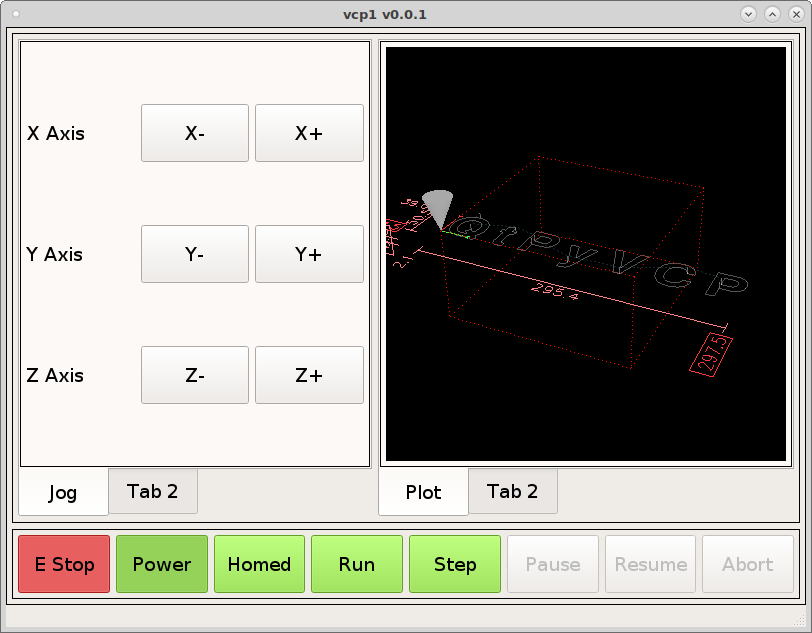 vcp1 v0.0.1
X Axis X- X+
Y Axis Y- Y+
Z Axis Z- Z+
QtPyVCP
295.4
297.5
Jog Tab 2
Plot Tab 2
E Stop Power Homed Run Step Pause Resume Abort